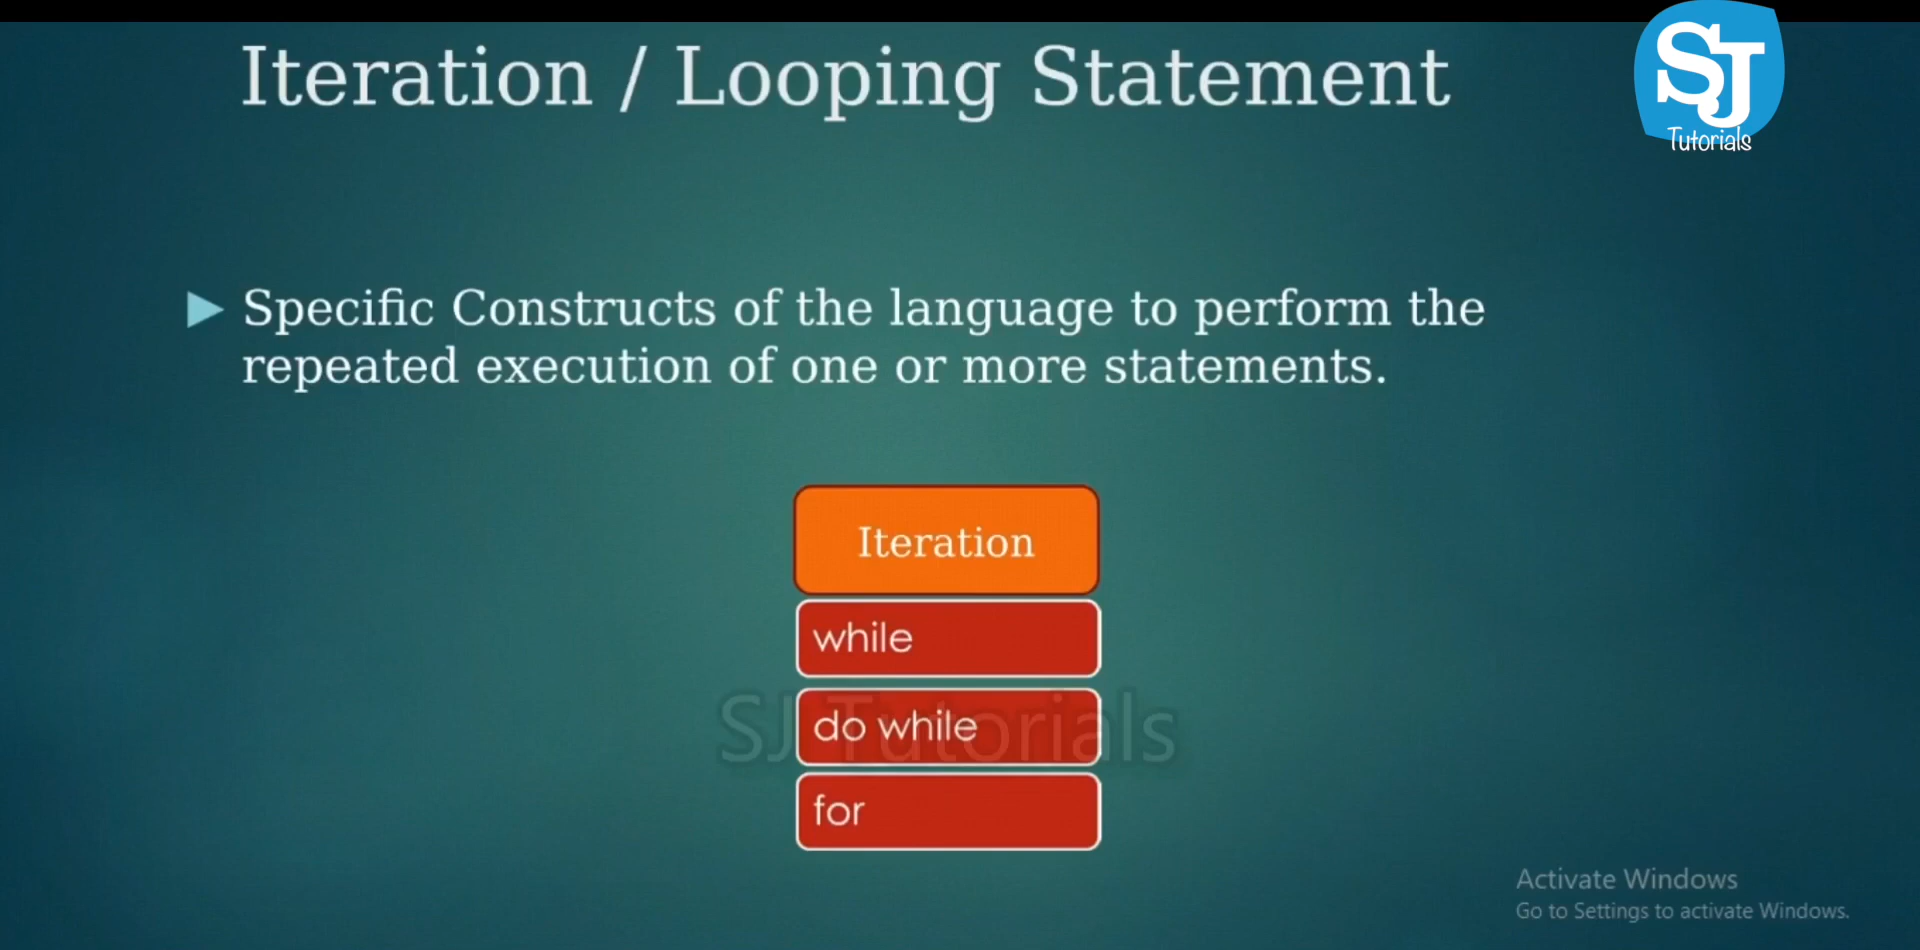 Iteration / Looping Statement
SJ
Tutorials
Specific Constructs of the language to perform the
repeated execution of one or more statements.
Iteration
while
do while
SJ Tutorials
for
Activate Windows
Go to Settings to activate Windows.